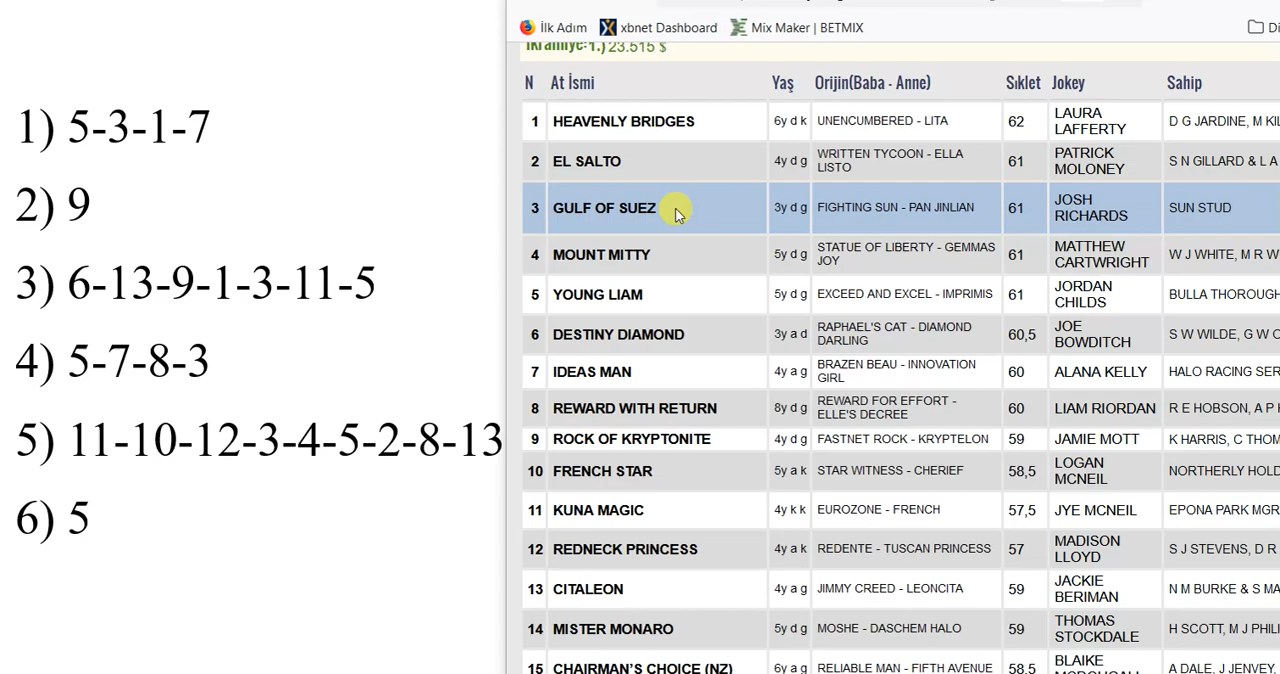 1) 5-3-1-7
2) 9
3) 6-13-9-1-3-11-5
4) 5-7-8-3
5) 11-10-12-3-4-5-2-8-13
6) 5
İlk Adım xbnet Dashboard Mix Maker | BETMIX
İkramiye:1.) 23.515 $
N At İsmi Yaş Orijin(Baba - Anne) Sıklet Jokey Sahip
1 HEAVENLY BRIDGES 6y d k UNENCUMBERED - LITA 62 LAURA LAFFERTY D G JARDINE, M
2 EL SALTO 4y d g WRITTEN TYCOON - ELLA LISTO 61 PATRICK MOLONEY S N GILLARD & L A
3 GULF OF SUEZ 3y d g FIGHTING SUN - PAN JINLIAN 61 JOSH RICHARDS SUN STUD
4 MOUNT MITTY 5y d g STATUE OF LIBERTY - GEMMAS JOY 61 MATTHEW CARTWRIGHT W J WHITE, M R W
5 YOUNG LIAM 5y d g EXCEED AND EXCEL - IMPRIMIS 61 JORDAN CHILDS BULLA THOROUGH
6 DESTINY DIAMOND 3y a d RAPHAEL'S CAT - DIAMOND DARLING 60,5 JOE BOWDITCH S W WILDE, G W
7 IDEAS MAN 4y a g BRAZEN BEAU - INNOVATION GIRL 60 ALANA KELLY HALO RACING SER
8 REWARD WITH RETURN 8y d g REWARD FOR EFFORT - ELLE'S DECREE 60 LIAM RIORDAN R E HOBSON, A P
9 ROCK OF KRYPTONITE 4y d g FASTNET ROCK - KRYPTELON 59 JAMIE MOTT K HARRIS, C THOM
10 FRENCH STAR 5y a k STAR WITNESS - CHERIEF 58,5 LOGAN MCNEIL NORTHERLY HOLD
11 KUNA MAGIC 4y k k EUROZONE - FRENCH 57,5 JYE MCNEIL EPONA PARK MGR
12 REDNECK PRINCESS 4y a k REDENTE - TUSCAN PRINCESS 57 MADISON LLOYD S J STEVENS, D R
13 CITALEON 4y a g JIMMY CREED - LEONCITA 59 JACKIE BERIMAN N M BURKE & S MA
14 MISTER MONARO 5y d g MOSHE - DASCHEM HALO 59 THOMAS STOCKDALE H SCOTT, M J PHIL
15 CHAIRMAN'S CHOICE (NZ) 6y a g RELIABLE MAN - FIFTH AVENUE 58,5 BLAIKE A DALE, J JENVEY,